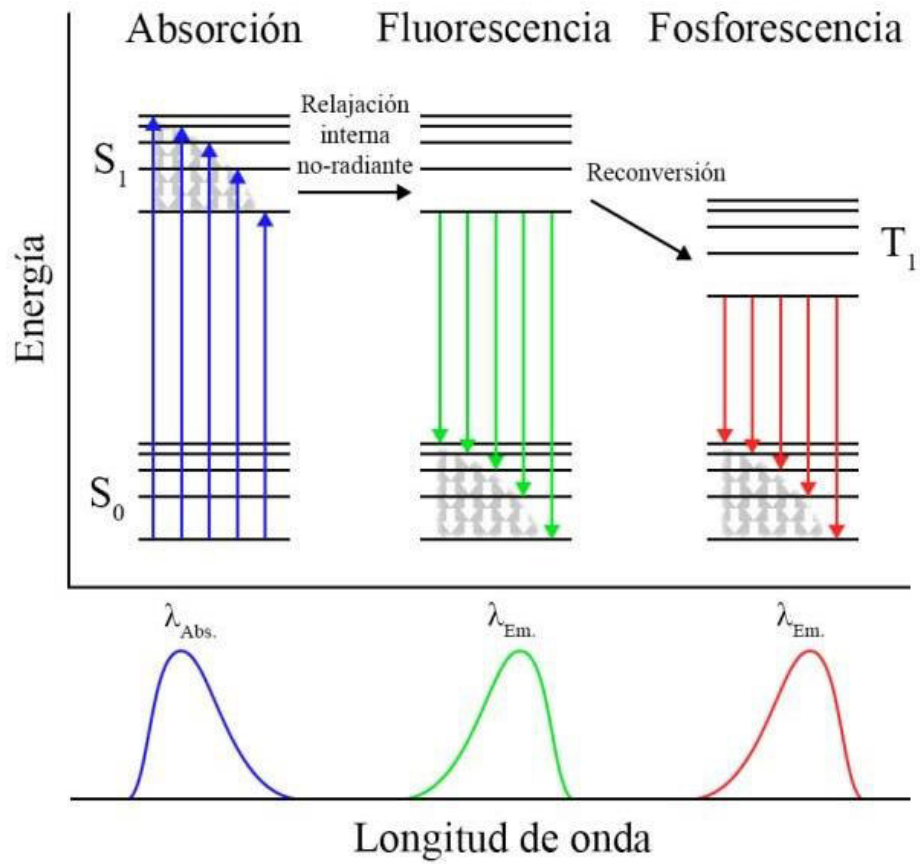 Absorción
Fluorescencia
Fosforescencia
Relajación
interna
no-radiante
Reconversión
S1
T1
S0
Energía
λAbs.
λEm.
λEm.
Longitud de onda